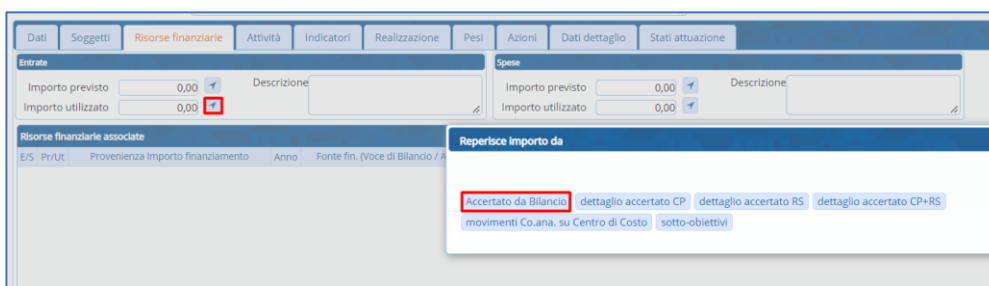 Dati Soggetti Risorse finanziarie Attività Indicatori Realizzazione Pesi Azioni Dati dettaglio Stati attuazione
Entrate Spese
Importo previsto 0,00 Descrizione Importo previsto 0,00 Descrizione
Importo utilizzato 0,00 Importo utilizzato 0,00
Risorse finanziarie associate
Reperisce importo da
E/S Pr/Ut Provenienza Importo finanziamento Anno Fonte fin. (Voce di Bilancio / A
Accertato da Bilancio dettaglio accertato CP dettaglio accertato RS dettaglio accertato CP+RS
movimenti Co.ana. su Centro di Costo sotto-obiettivi